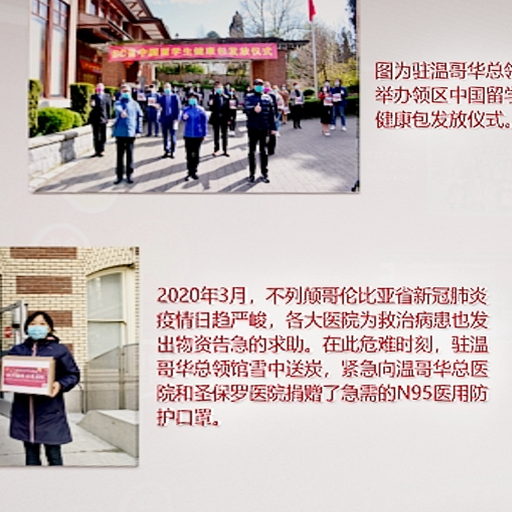 BC省中国留学生健康包发放仪式
图为驻温哥华总领
举办领区中国留学
健康包发放仪式。
2020年3月，不列颠哥伦比亚省新冠肺炎
疫情日趋严峻，各大医院为救治病患也发
出物资告急的求助。在此危难时刻，驻温
哥华总领馆雪中送炭，紧急向温哥华总医
院和圣保罗医院捐赠了急需的N95医用防
护口罩。